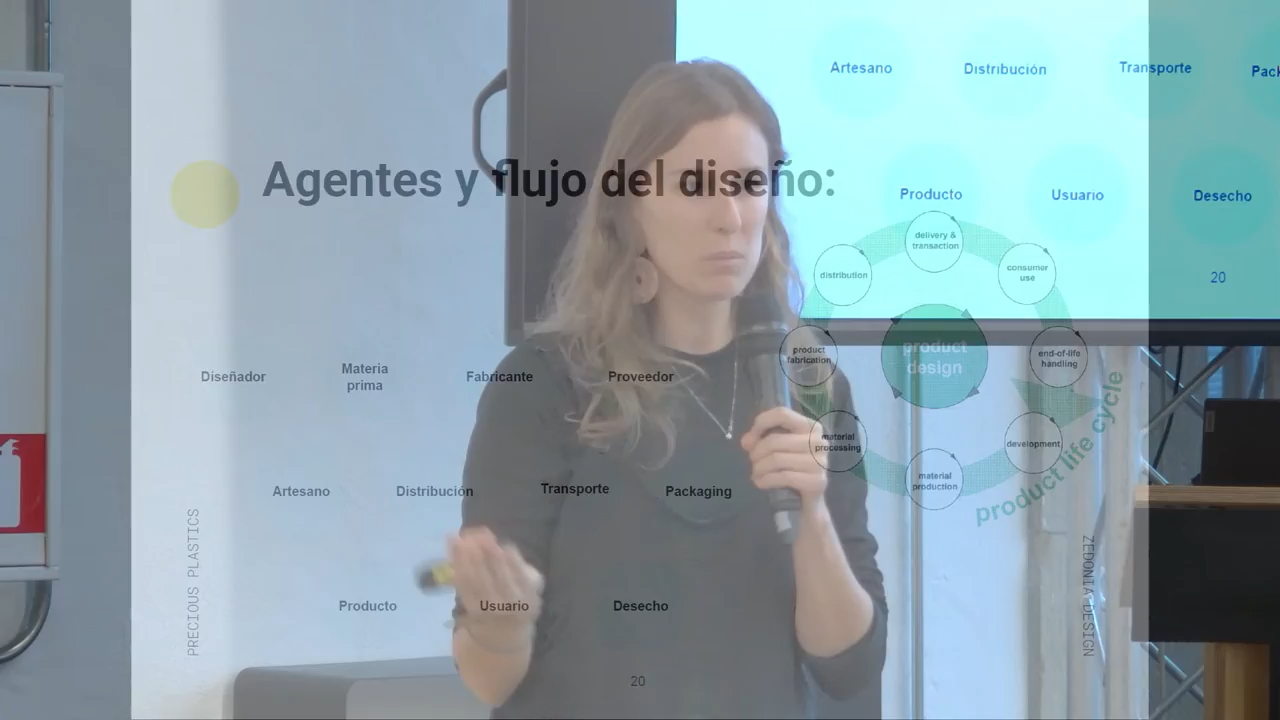 Artesano Distribución Transporte Pack
Producto Usuario Desecho
20
Agentes y flujo del diseño:
delivery &
transaction
distribution
consumer
use
product
fabrication
product
design
end-of-life
handling
material
processing
development
material
production
product life cycle
Diseñador Materia
prima Fabricante Proveedor
Artesano Distribución Transporte Packaging
Producto Usuario Desecho
20
PRECIOUS PLASTICS
ZEDONIA DESIGN